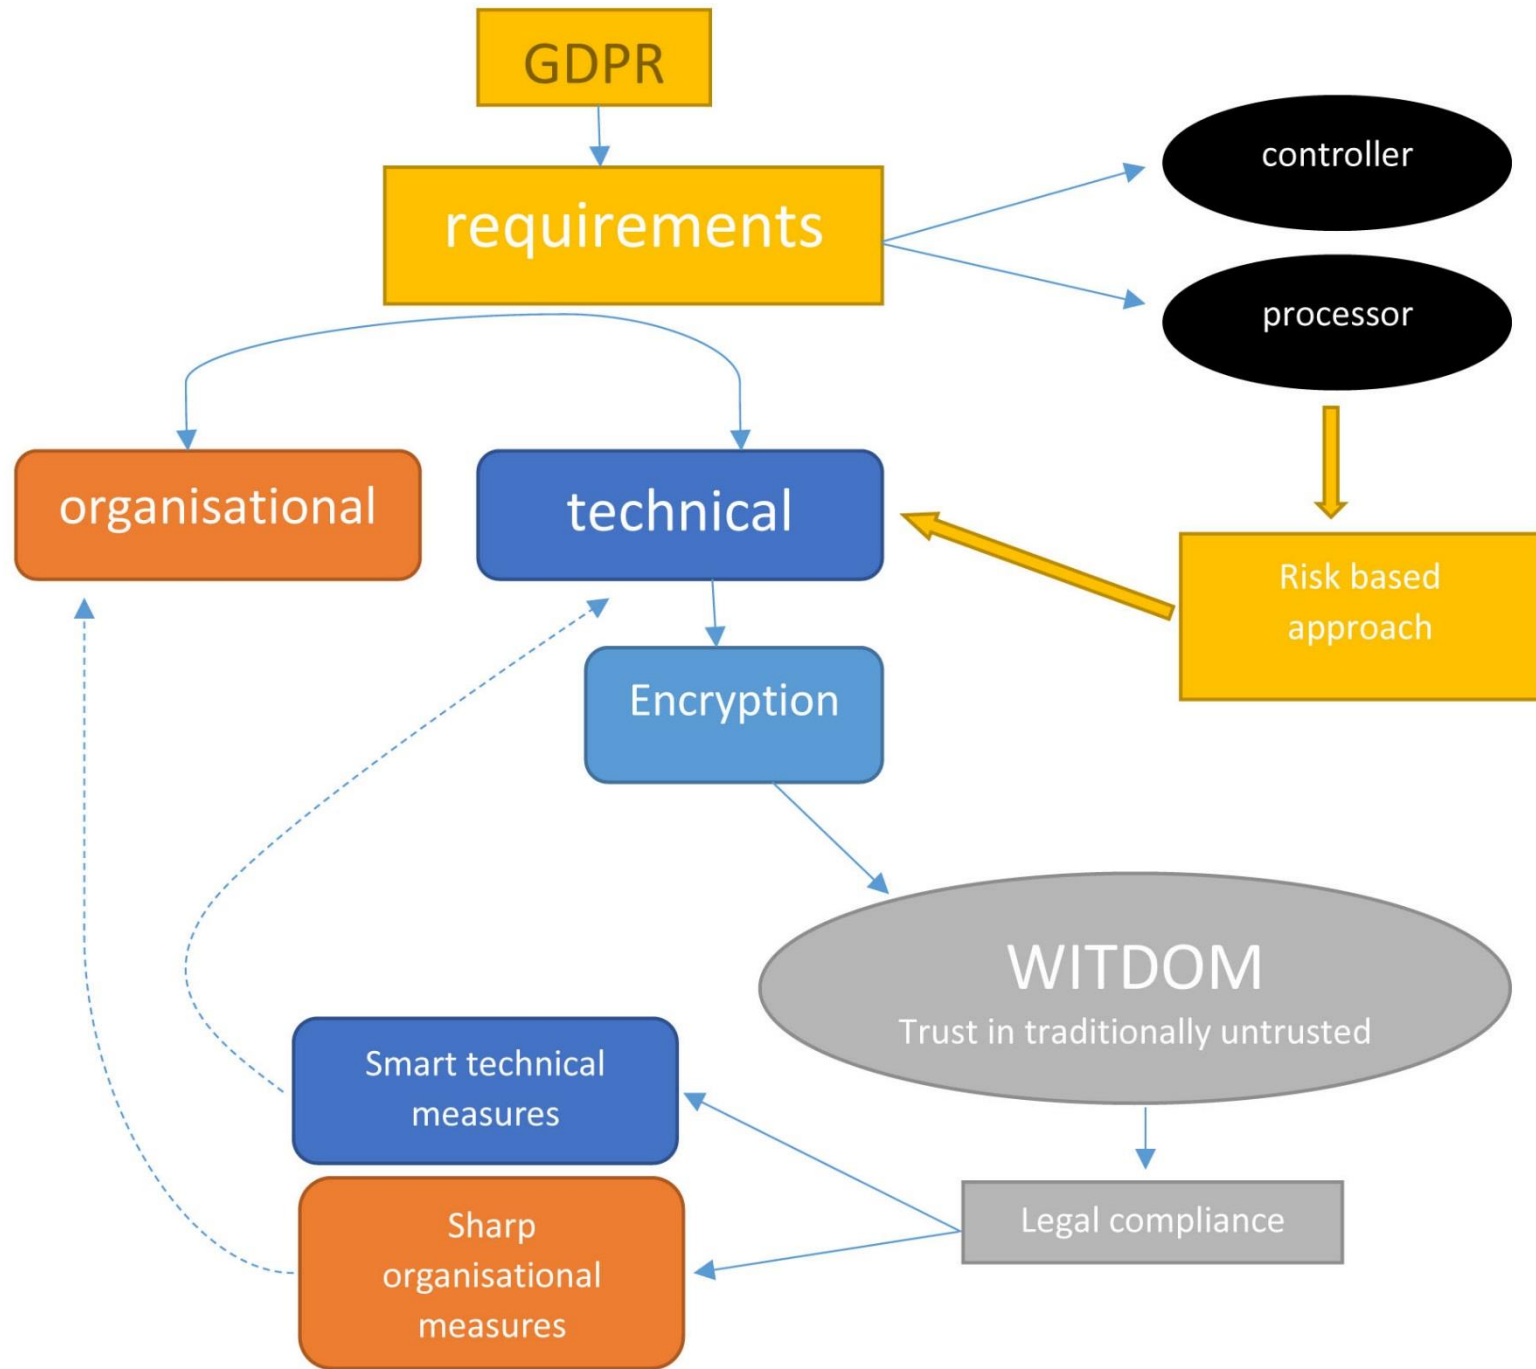 GDPR
requirements
controller
processor
organisational
technical
Risk based
approach
Encryption
WITDOM
Trust in traditionally untrusted
Smart technical
measures
Legal compliance
Sharp
organisational
measures